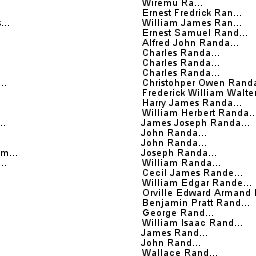 Wiremu Ra...
Ernest Fredrick Ran...
...
William James Ran...
Ernest Samuel Rand...
Alfred John Randa...
Charles Randa...
Charles Randa...
Charles Randa...
...
Christohper Owen Randa
Frederick William Walter
Harry James Randa...
William Herbert Randa..
...
James Joseph Randa...
John Randa...
John Randa...
m...
Joseph Randa...
...
William Randa...
Cecil James Rande...
William Edgar Rande...
Orville Edward Armand
Benjamin Pratt Rand...
George Rand...
William Isaac Rand...
James Rand...
John Rand...
Wallace Rand...